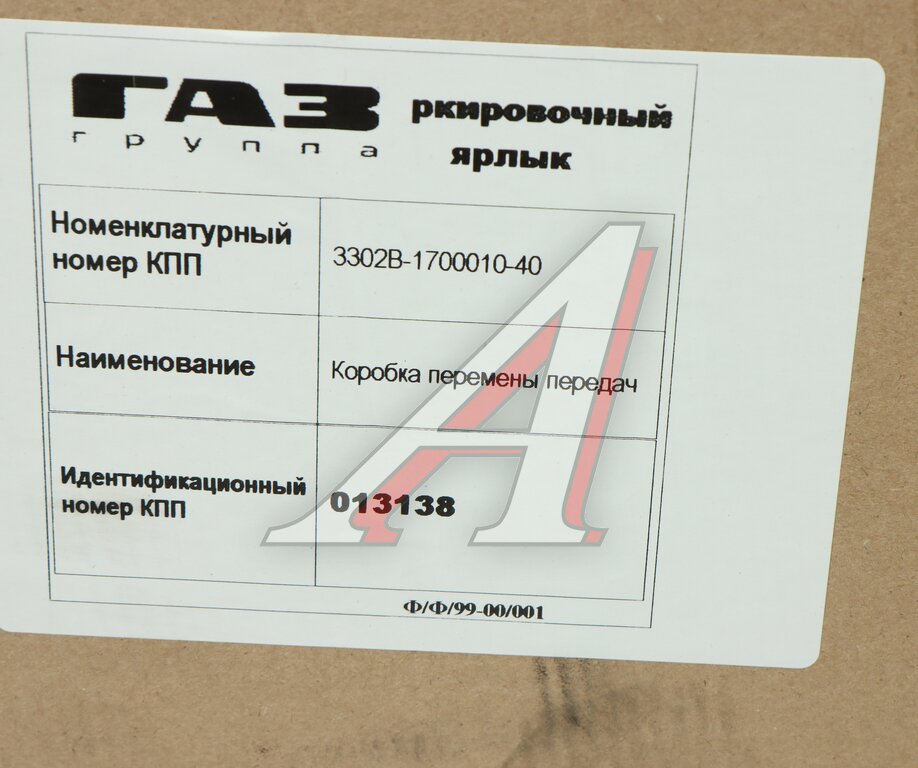 ГАЗ
группа
ркировочный
ярлык
Номенклатурный
номер КПП
3302В-1700010-40
Наименование
Коробка перемены передач
Идентификационный
номер КПП
013138
Ф/Ф/99-00/001